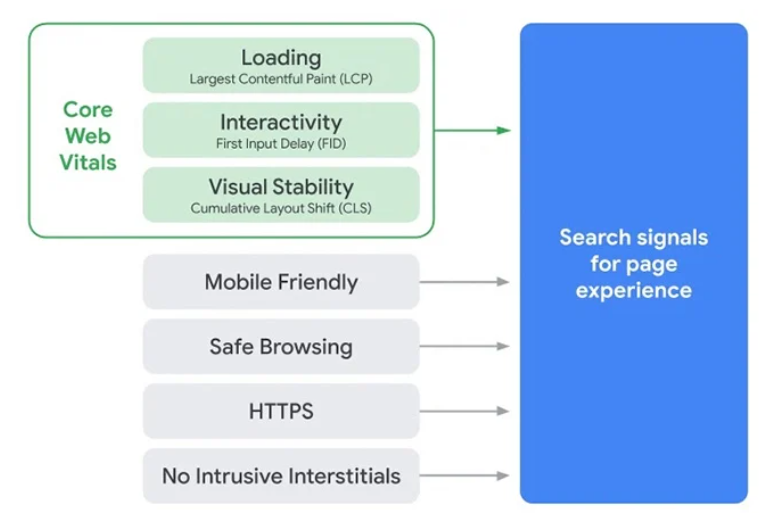 Core
Web
Vitals
Loading
Largest Contentful Paint (LCP)
Interactivity
First Input Delay (FID)
Visual Stability
Cumulative Layout Shift (CLS)
Mobile Friendly
Safe Browsing
HTTPS
No Intrusive Interstitials
Search signals
for page
experience